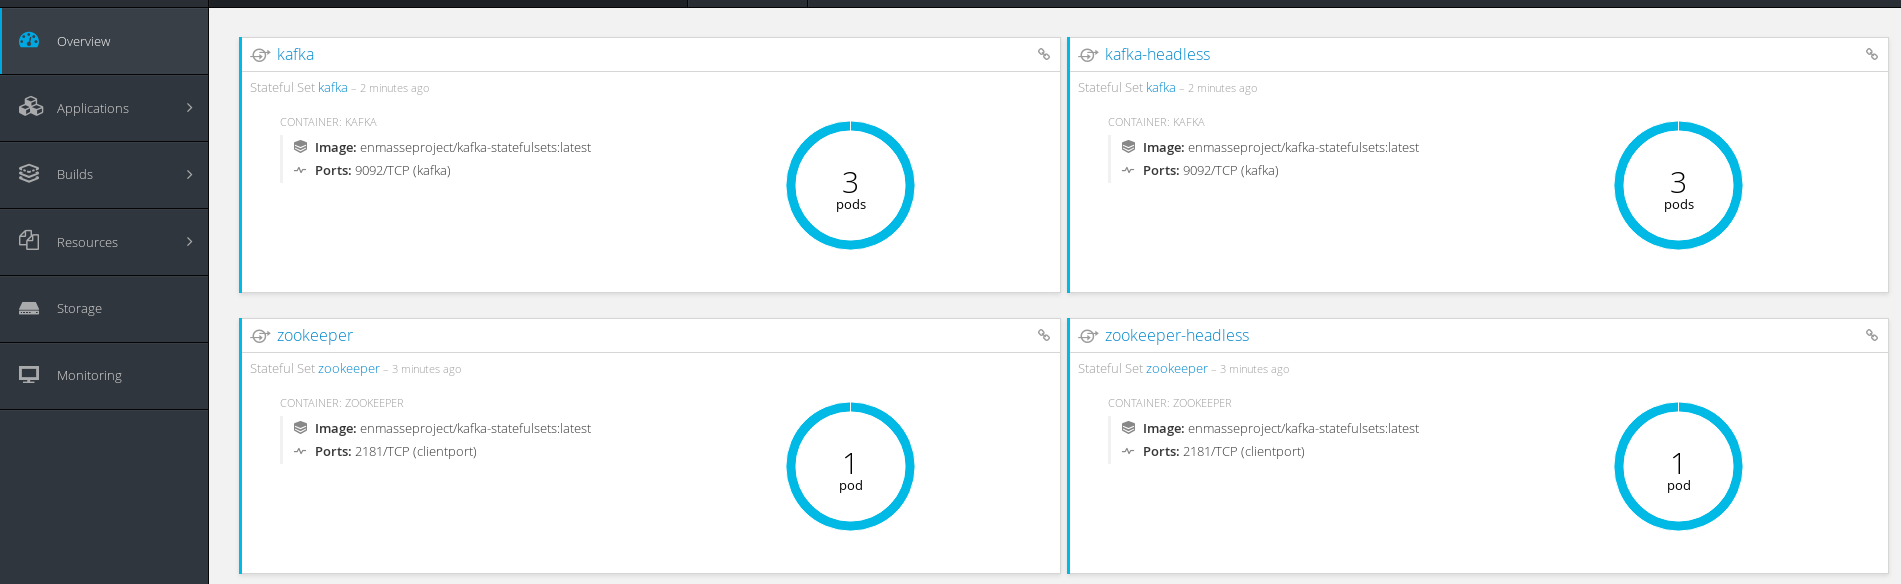 Overview
Applications
Builds
Resources
Storage
Monitoring
kafka
Stateful Set kafka – 2 minutes ago
CONTAINER: KAFKA
Image: enmasseproject/kafka-statefulsets:latest
Ports: 9092/TCP (kafka)
3
pods
kafka-headless
Stateful Set kafka – 2 minutes ago
CONTAINER: KAFKA
Image: enmasseproject/kafka-statefulsets:latest
Ports: 9092/TCP (kafka)
3
pods
zookeeper
Stateful Set zookeeper – 3 minutes ago
CONTAINER: ZOOKEEPER
Image: enmasseproject/kafka-statefulsets:latest
Ports: 2181/TCP (clientport)
1
pod
zookeeper-headless
Stateful Set zookeeper – 3 minutes ago
CONTAINER: ZOOKEEPER
Image: enmasseproject/kafka-statefulsets:latest
Ports: 2181/TCP (clientport)
1
pod